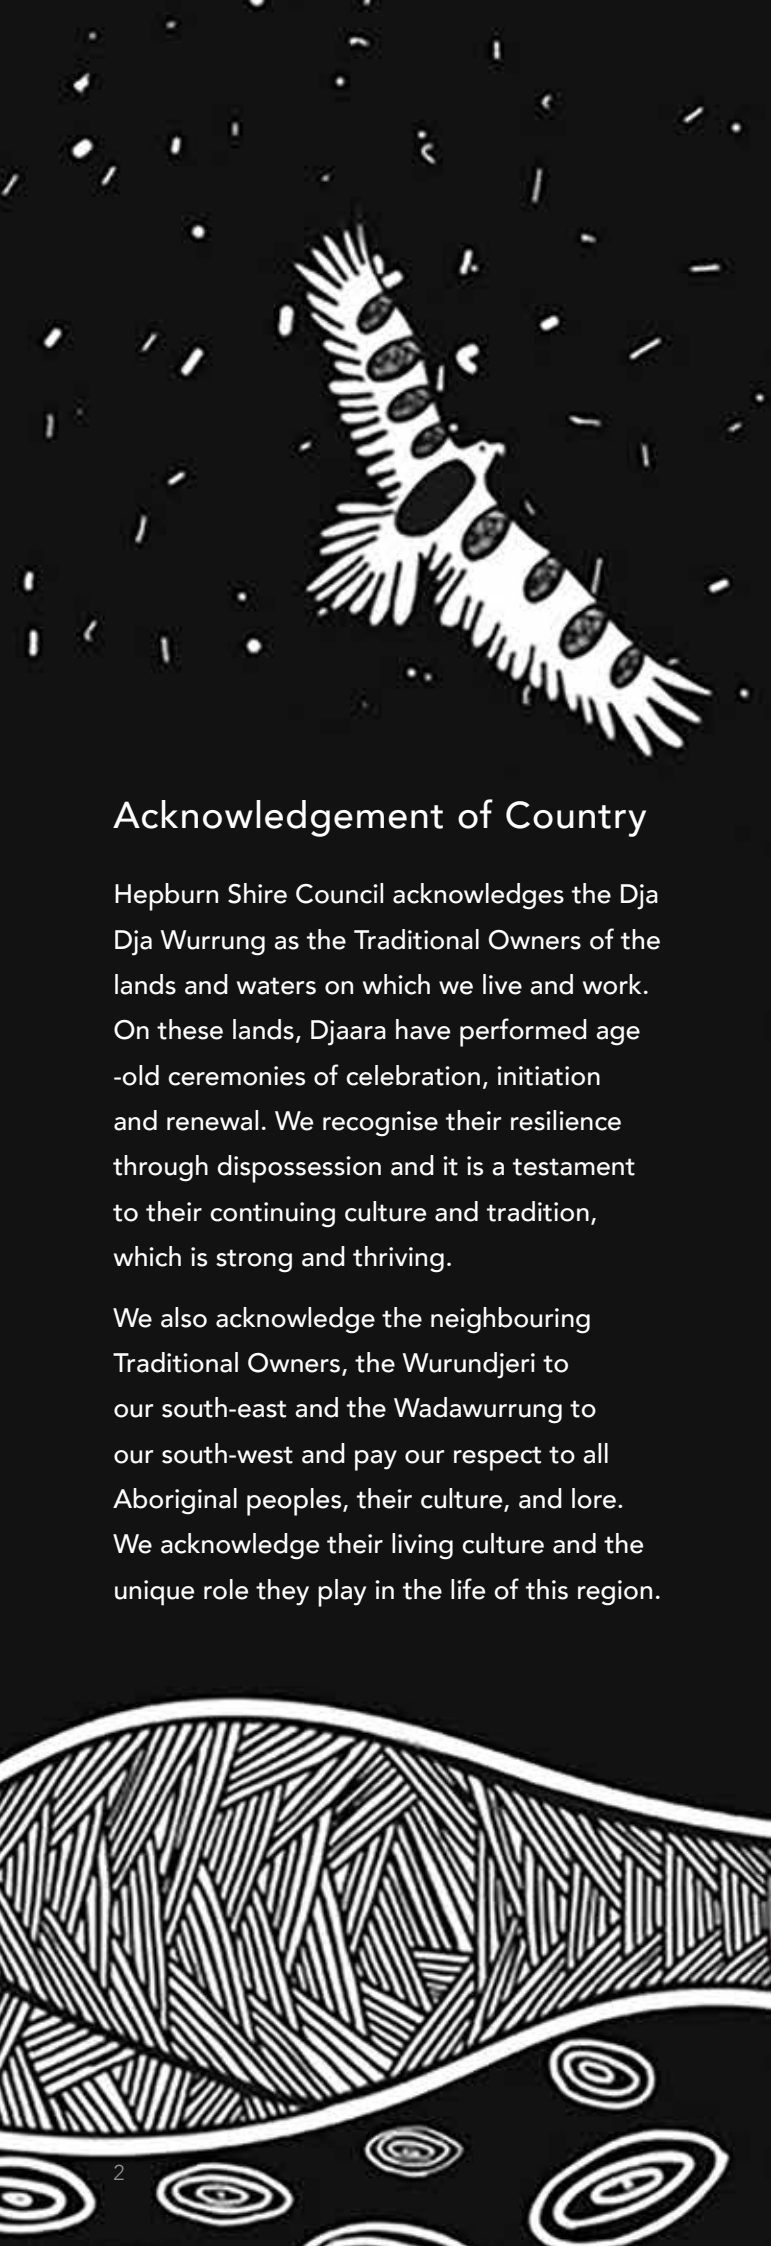 Acknowledgement of Country
Hepburn Shire Council acknowledges the Dja
Dja Wurrung as the Traditional Owners of the
lands and waters on which we live and work.
On these lands, Djaara have performed age
-old ceremonies of celebration, initiation
and renewal. We recognise their resilience
through dispossession and it is a testament
to their continuing culture and tradition,
which is strong and thriving.
We also acknowledge the neighbouring
Traditional Owners, the Wurundjeri to
our south-east and the Wadawurrung to
our south-west and pay our respect to all
Aboriginal peoples, their culture, and lore.
We acknowledge their living culture and the
unique role they play in the life of this region.
2